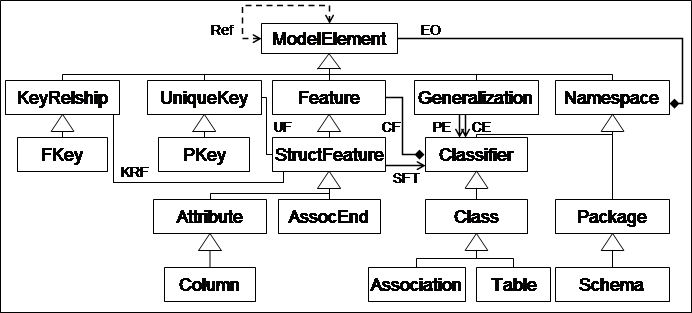 Ref
ModelElement
EO
KeyRelship
UniqueKey
Feature
Generalization
Namespace
UF
CF
PE
CE
FKey
PKey
StructFeature
Classifier
KRF
SFT
Attribute
AssocEnd
Class
Package
Column
Association
Table
Schema